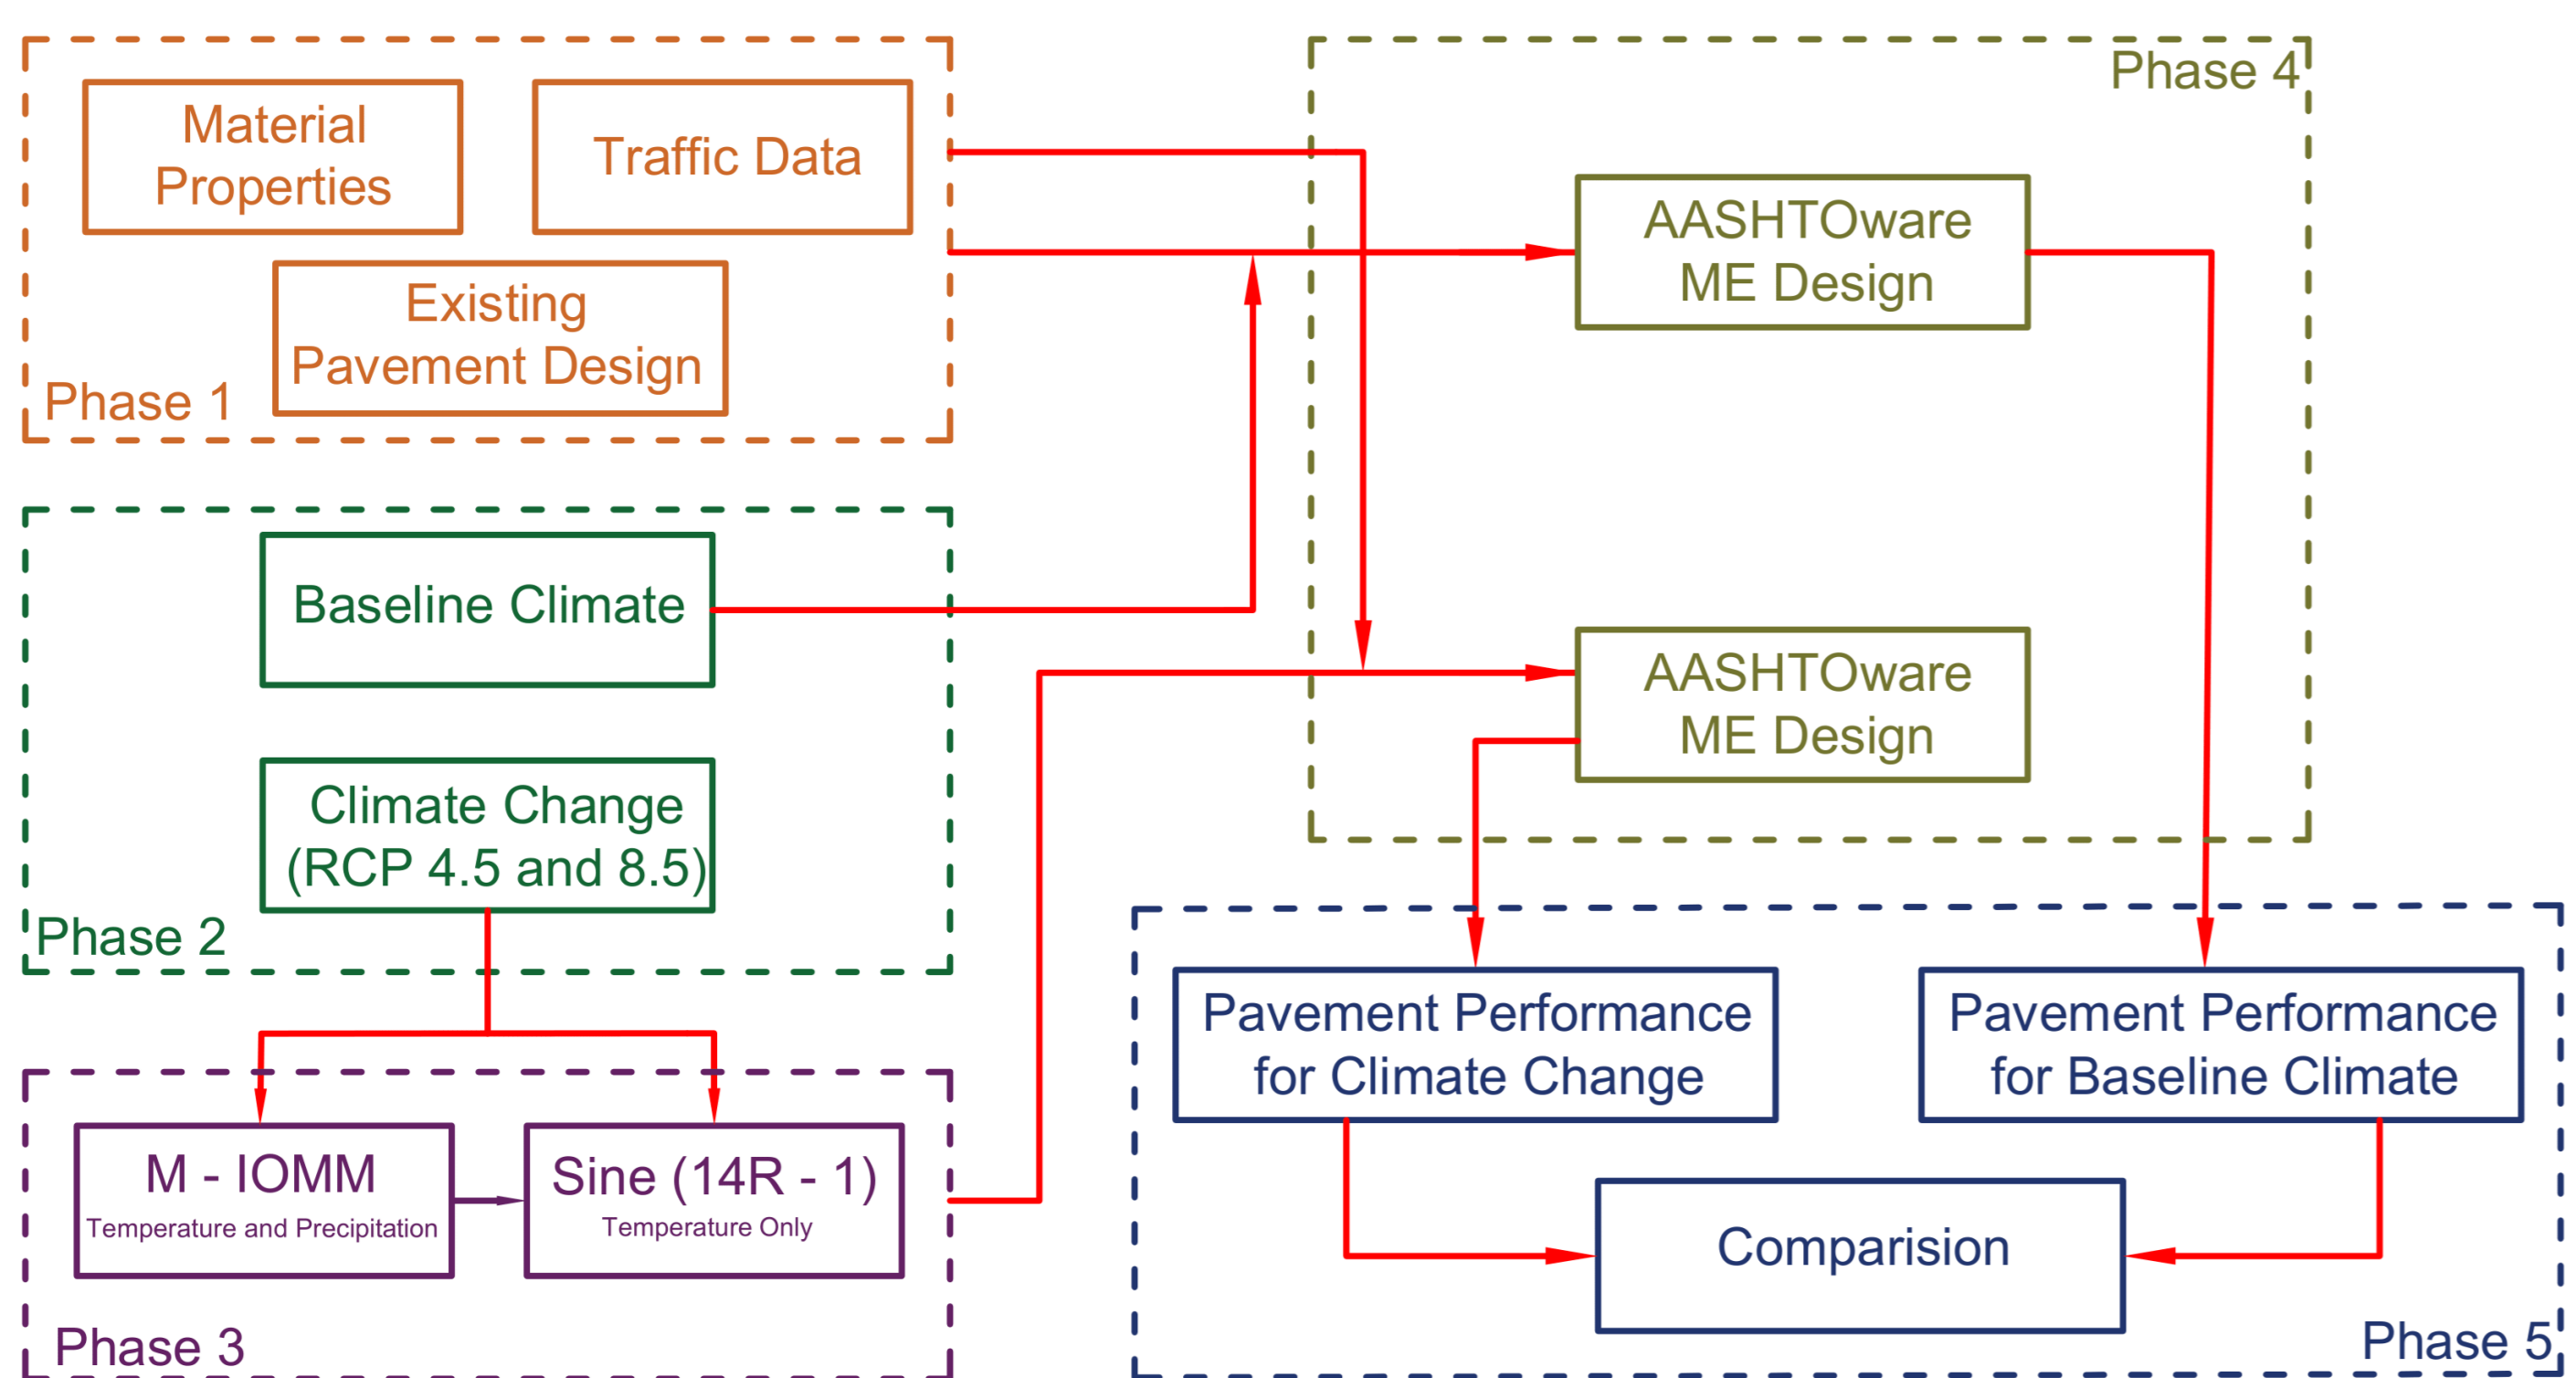 Material
Properties
Traffic Data
Existing
Pavement Design
Phase 1
Baseline Climate
Climate Change
(RCP 4.5 and 8.5)
Phase 2
M - IOMM
Temperature and Precipitation
Sine (14R - 1)
Temperature Only
Phase 3
Phase 4
AASHTOware
ME Design
AASHTOware
ME Design
Pavement Performance
for Climate Change
Pavement Performance
for Baseline Climate
Comparision
Phase 5